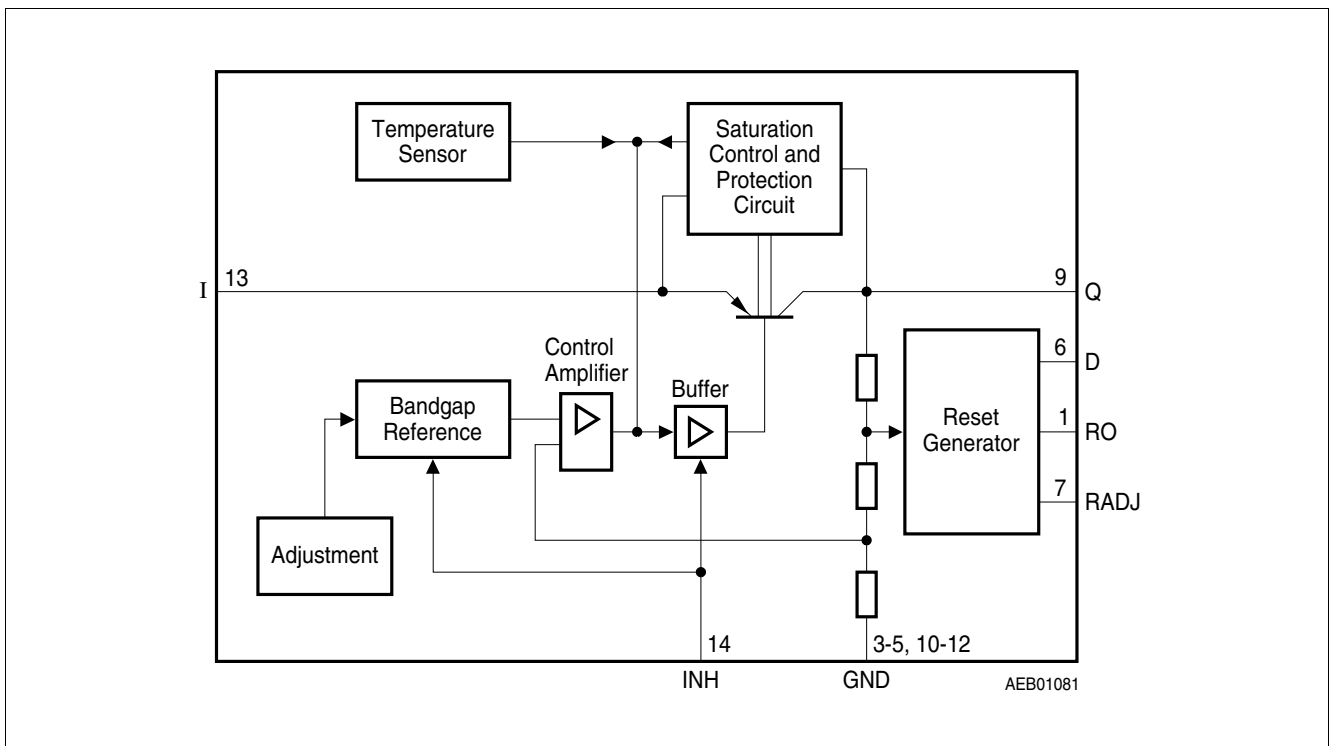 Temperature
Sensor
Saturation
Control and
Protection
Circuit
I
13
9
Q
Control
Amplifier
Buffer
Bandgap
Reference
Reset
Generator
6
D
1
RO
7
RADJ
Adjustment
14
3-5, 10-12
INH
GND
AEB01081